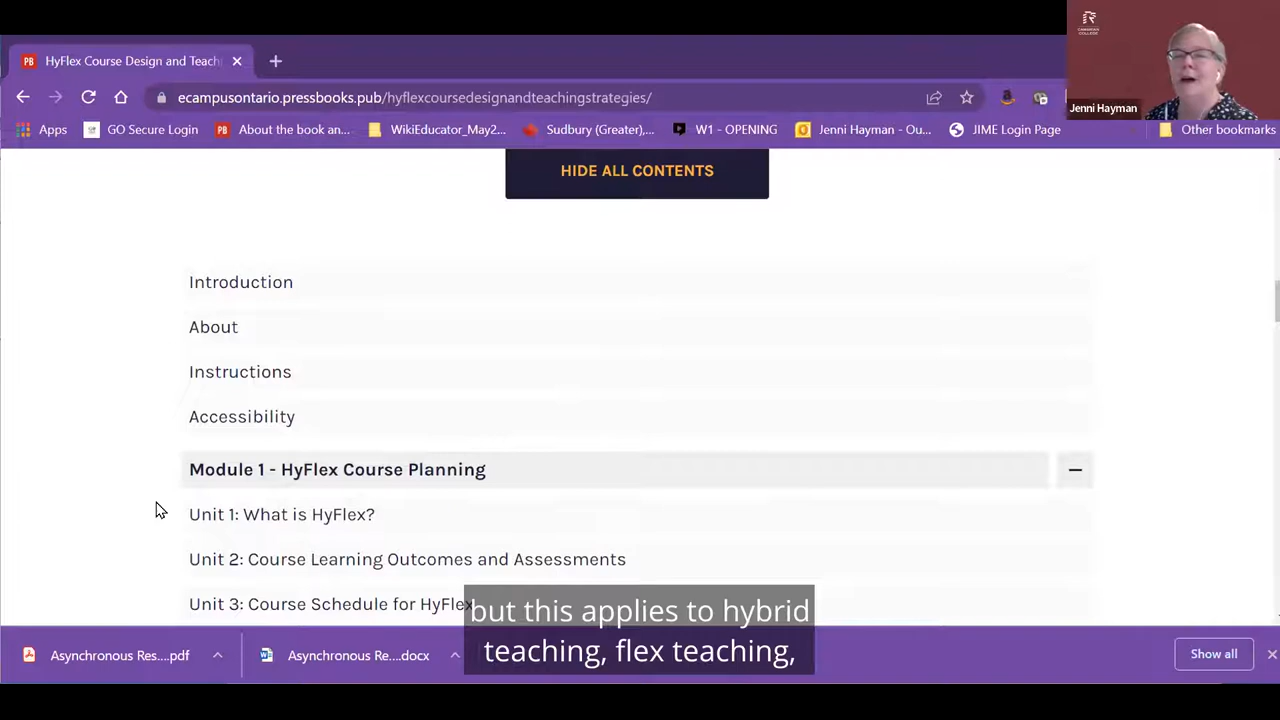 PB HyFlex Course Design and Teach
ecampusontario.pressbooks.pub/hyflexcoursedesignandteachingstrategies/
Jenni Hayman
Apps GO Secure Login PB About the book an... WikiEducator_May2... Sudbury (Greater),... W1 - OPENING Jenni Hayman - Ou... JIME Login Page Other bookmarks
HIDE ALL CONTENTS
Introduction
About
Instructions
Accessibility
Module 1 - HyFlex Course Planning
Unit 1: What is HyFlex?
Unit 2: Course Learning Outcomes and Assessments
Unit 3: Course Schedule for HyFlex
but this applies to hybrid
teaching, flex teaching,
Asynchronous Res....pdf Asynchronous Res....docx Show all